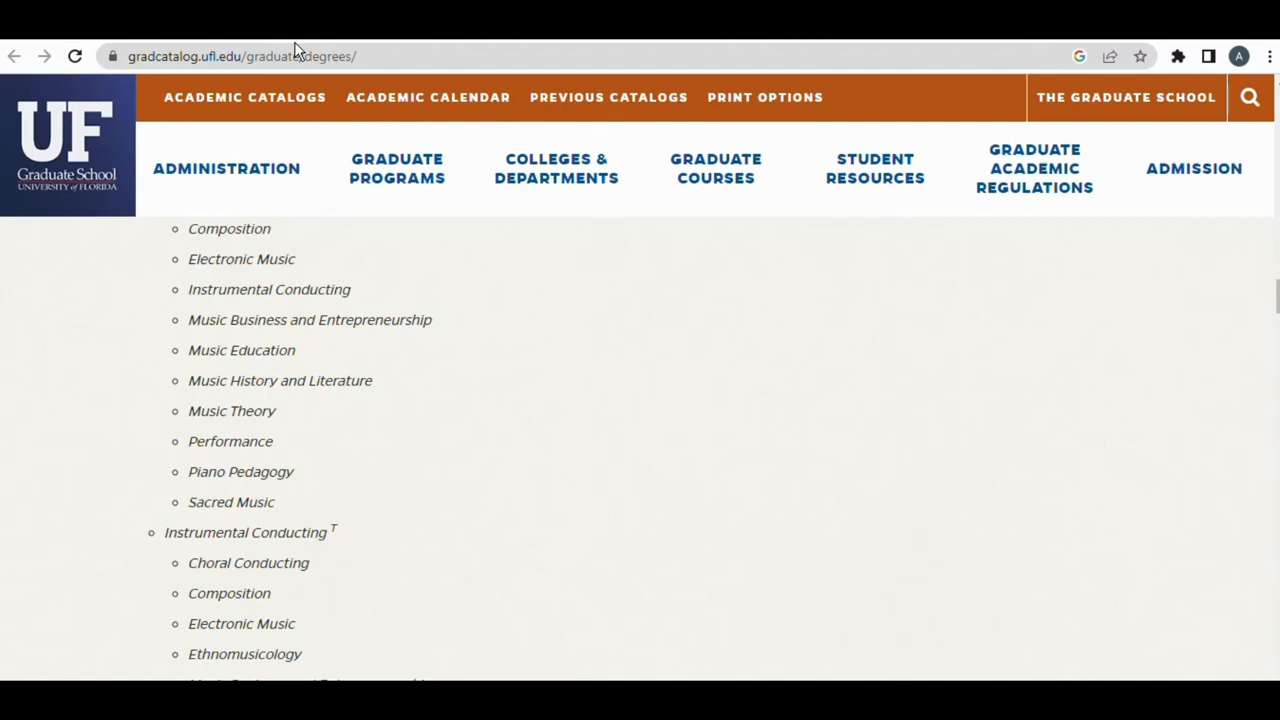 gradcatalog.ufl.edu/graduate/degrees/
A
UF
Graduate School
UNIVERSITY of FLORIDA
ACADEMIC CATALOGS
ACADEMIC CALENDAR
PREVIOUS CATALOGS
PRINT OPTIONS
THE GRADUATE SCHOOL
ADMINISTRATION
GRADUATE
PROGRAMS
COLLEGES &
DEPARTMENTS
GRADUATE
COURSES
STUDENT
RESOURCES
GRADUATE
ACADEMIC
REGULATIONS
ADMISSION
Composition
Electronic Music
Instrumental Conducting
Music Business and Entrepreneurship
Music Education
Music History and Literature
Music Theory
Performance
Piano Pedagogy
Sacred Music
Instrumental Conducting T
Choral Conducting
Composition
Electronic Music
Ethnomusicology